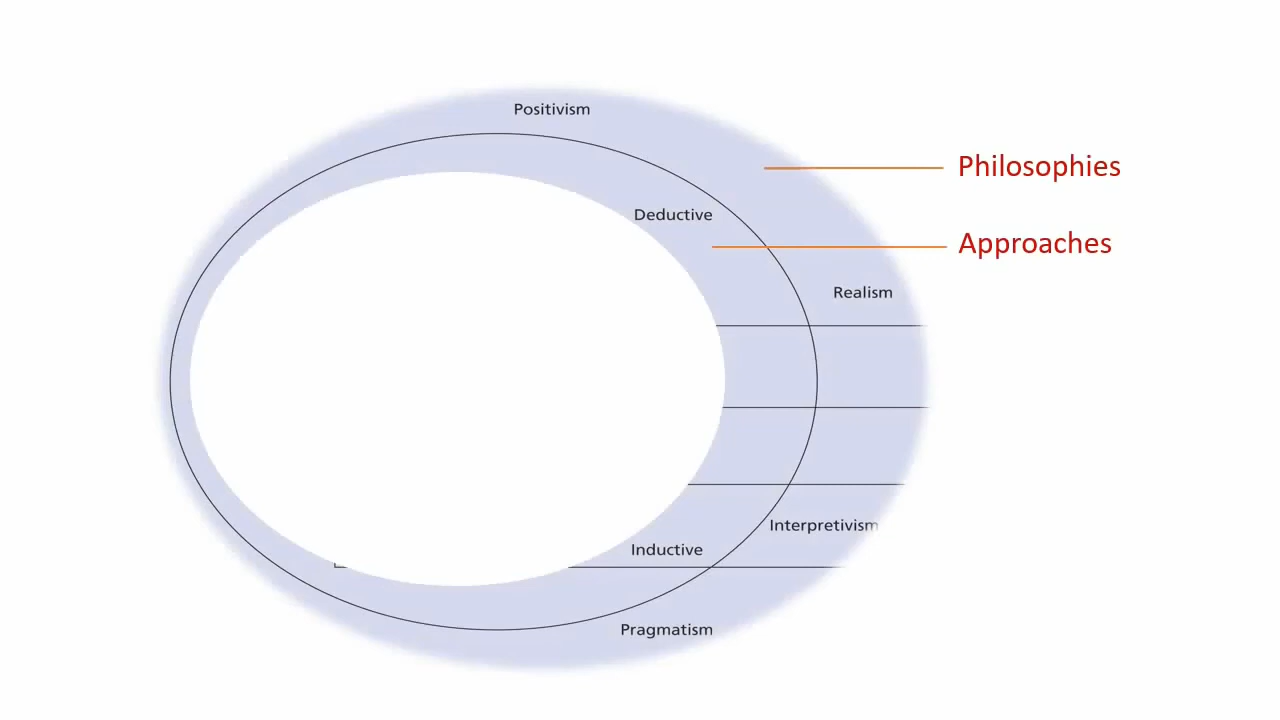 Positivism
Philosophies
Deductive
Approaches
Realism
Interpretivism
Inductive
Pragmatism